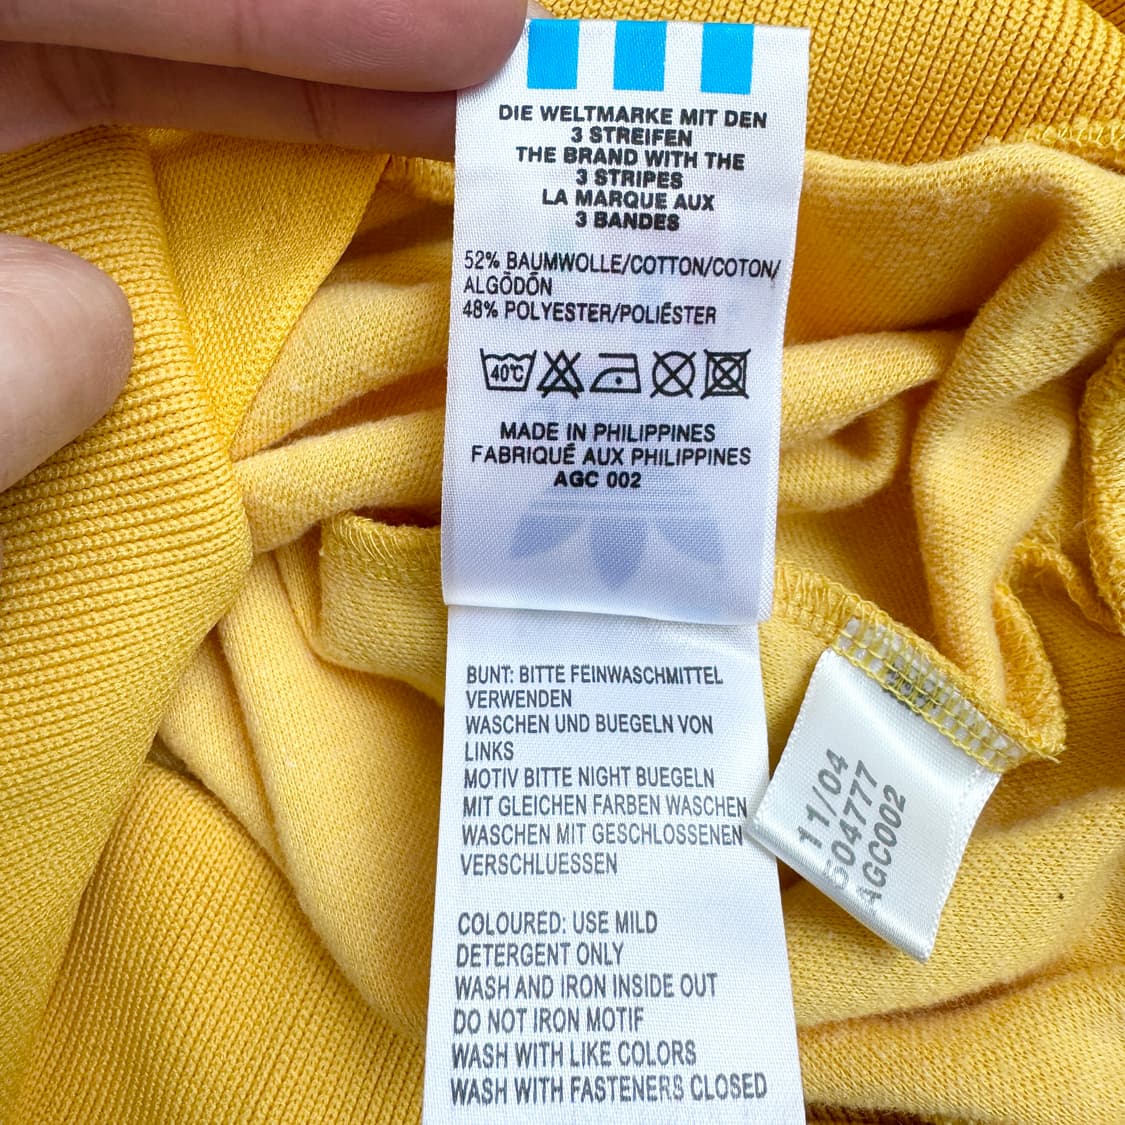 DIE WELTMARKE MIT DEN
3 STREIFEN
THE BRAND WITH THE
3 STRIPES
LA MARQUE AUX
3 BANDES
52% BAUMWOLLE/COTTON/COTON/
ALGÕDÕN
48% POLYESTER/POLIÉSTER
40°C
MADE IN PHILIPPINES
FABRIQUÉ AUX PHILIPPINES
AGC 002
BUNT: BITTE FEINWASCHMITTEL
VERWENDEN
WASCHEN UND BUEGELN VON
LINKS
MOTIV BITTE NIGHT BUEGELN
MIT GLEICHEN FARBEN WASCHEN
WASCHEN MIT GESCHLOSSENEN
VERSCHLUESSEN
COLOURED: USE MILD
DETERGENT ONLY
WASH AND IRON INSIDE OUT
DO NOT IRON MOTIF
WASH WITH LIKE COLORS
WASH WITH FASTENERS CLOSED
11/04
604777
AGC002